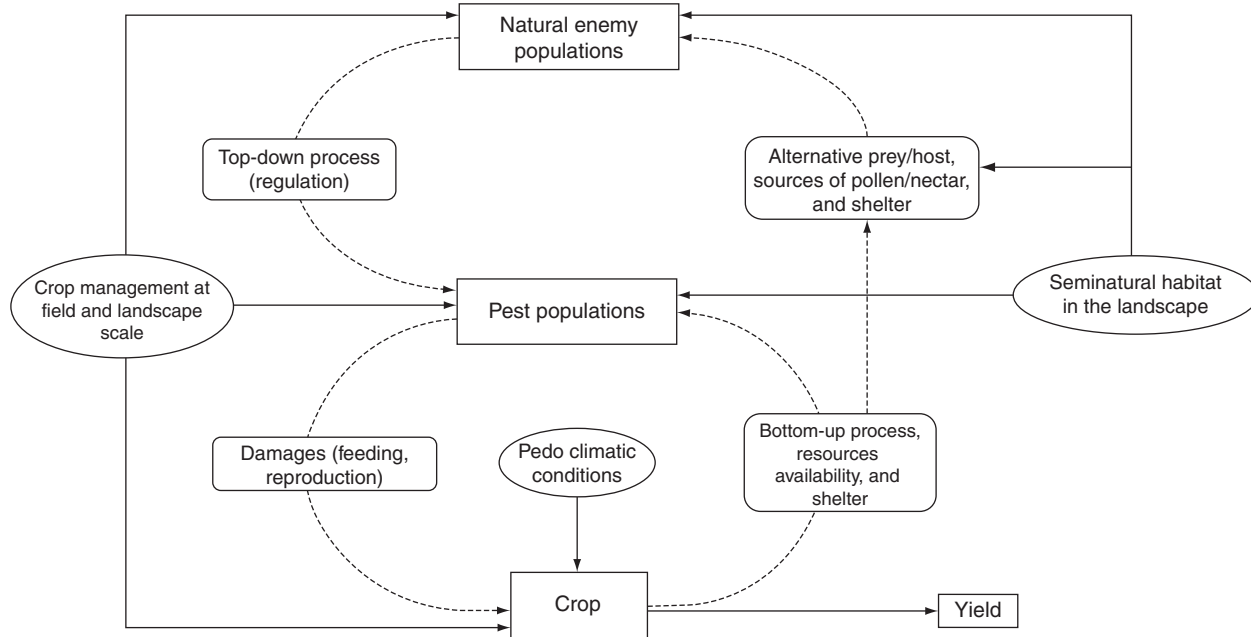 Natural enemy
populations
Top-down process
(regulation)
Alternative prey/host,
sources of pollen/nectar,
and shelter
Crop management at
field and landscape
scale
Pest populations
Seminatural habitat
in the landscape
Damages (feeding,
reproduction)
Pedo climatic
conditions
Bottom-up process,
resources
availability, and
shelter
Crop
Yield